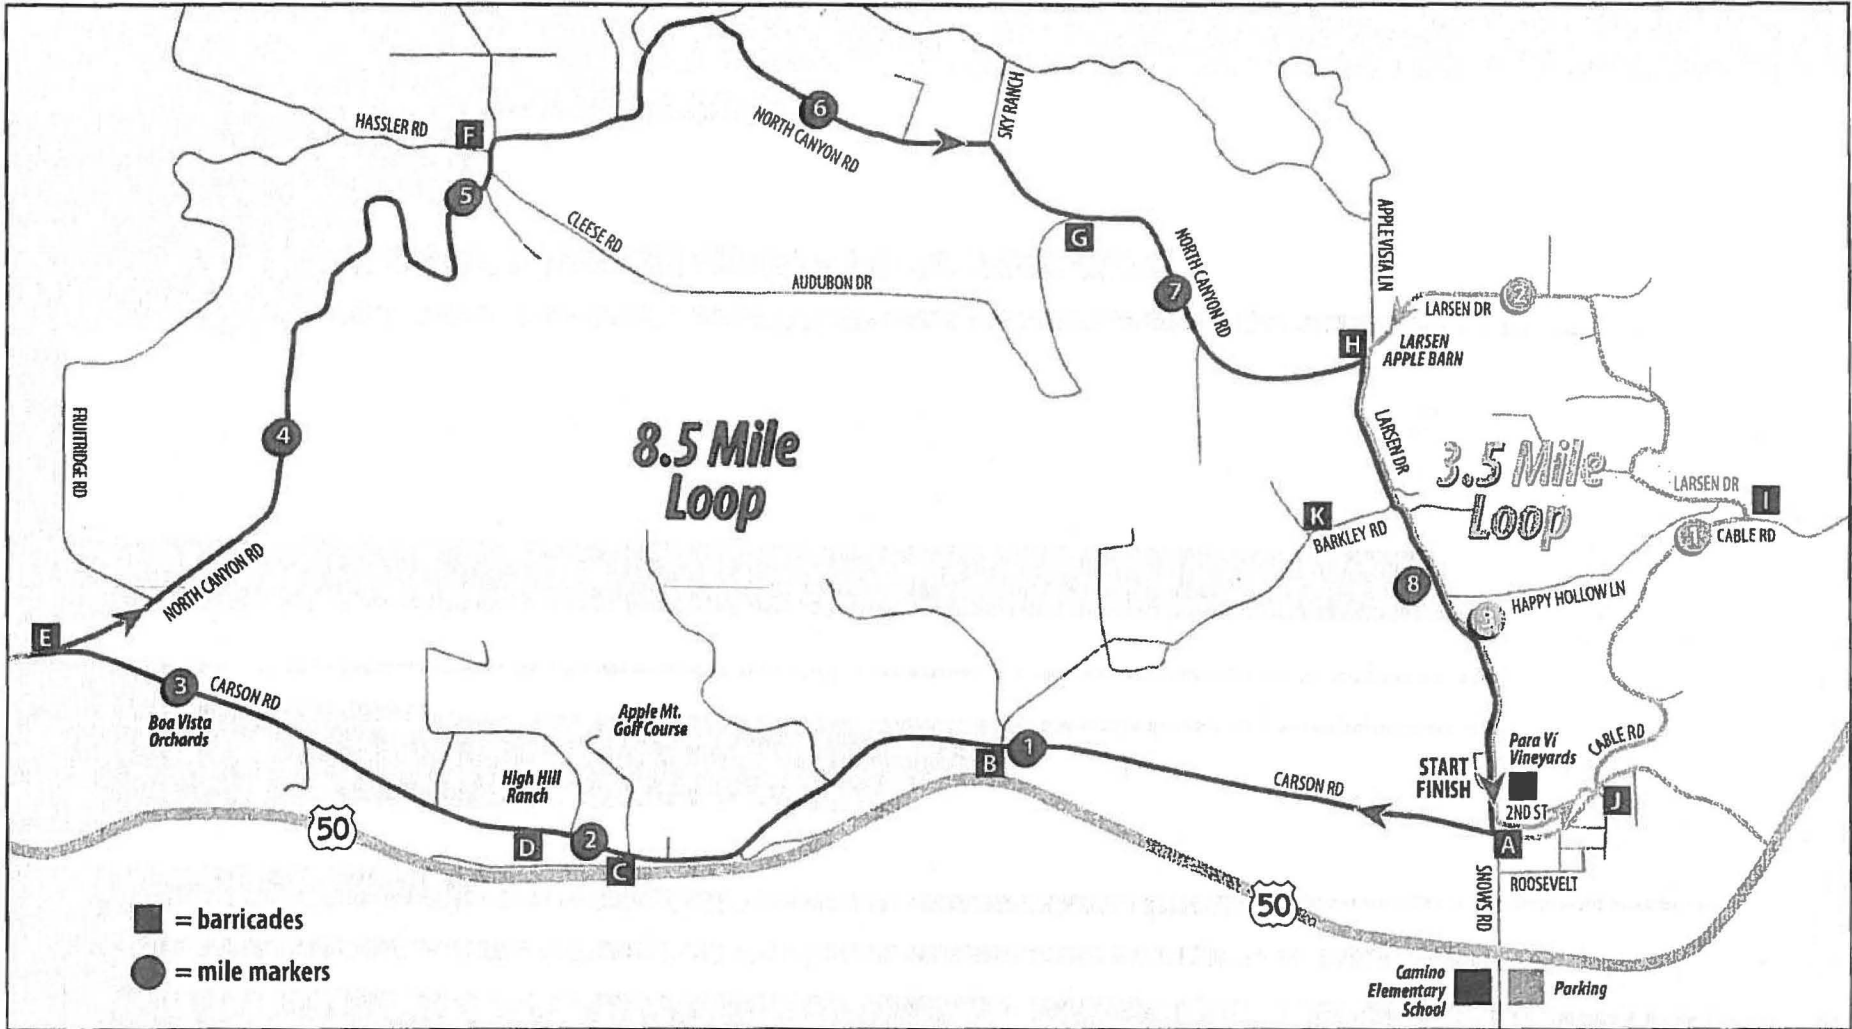 HASSLER RD
F
5
CLEESE RD
AUDUBON DR
6
NORTH CANYON RD
SKY RANCH
G
7
NORTH CANYON RD
APPLE VISTA LN
2
LARSEN DR
H
LARSEN
APPLE BARN
FRUITRIDGE RD
4
8.5 Mile
Loop
LARSEN DR
3.5 Mile
Loop
LARSEN DR
I
K
BARKLEY RD
1
CABLE RD
NORTH CANYON RD
8
HAPPY HOLLOW LN
3
E
3
CARSON RD
Boa Vista
Orchards
Apple Mt.
Golf Course
High Hill
Ranch
B
1
CARSON RD
START
FINISH
Para Ví
Vineyards
CABLE RD
2ND ST
J
A
50
D
2
C
SNOWS RD
ROOSEVELT
50
= barricades
= mile markers
Camino
Elementary
School
Parking